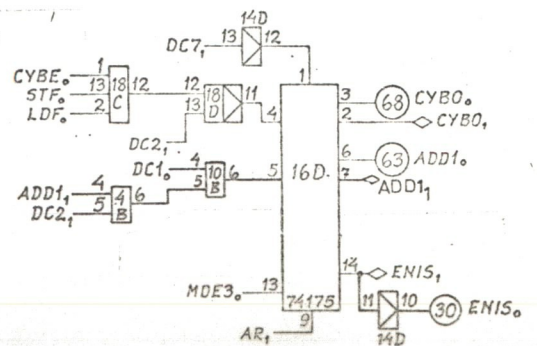 14D
DC7₁ 13 12
CYBE₀ 1
STF₀ 13 18 C 12
LDF₀ 2
12 18 D 11
13
DC2₁
1
4
3 68 CYBO₀
2 CYBO₁
DC1₀ 4
5 10 B 6
5
16D.
6 63 ADD1₀
7 ADD1₁
ADD1₁ 4
DC2₁ 5 4 B 6
MDE3₀ 13
14 ENIS₁
11 10 30 ENIS₀
14D
74175
9
AR₁